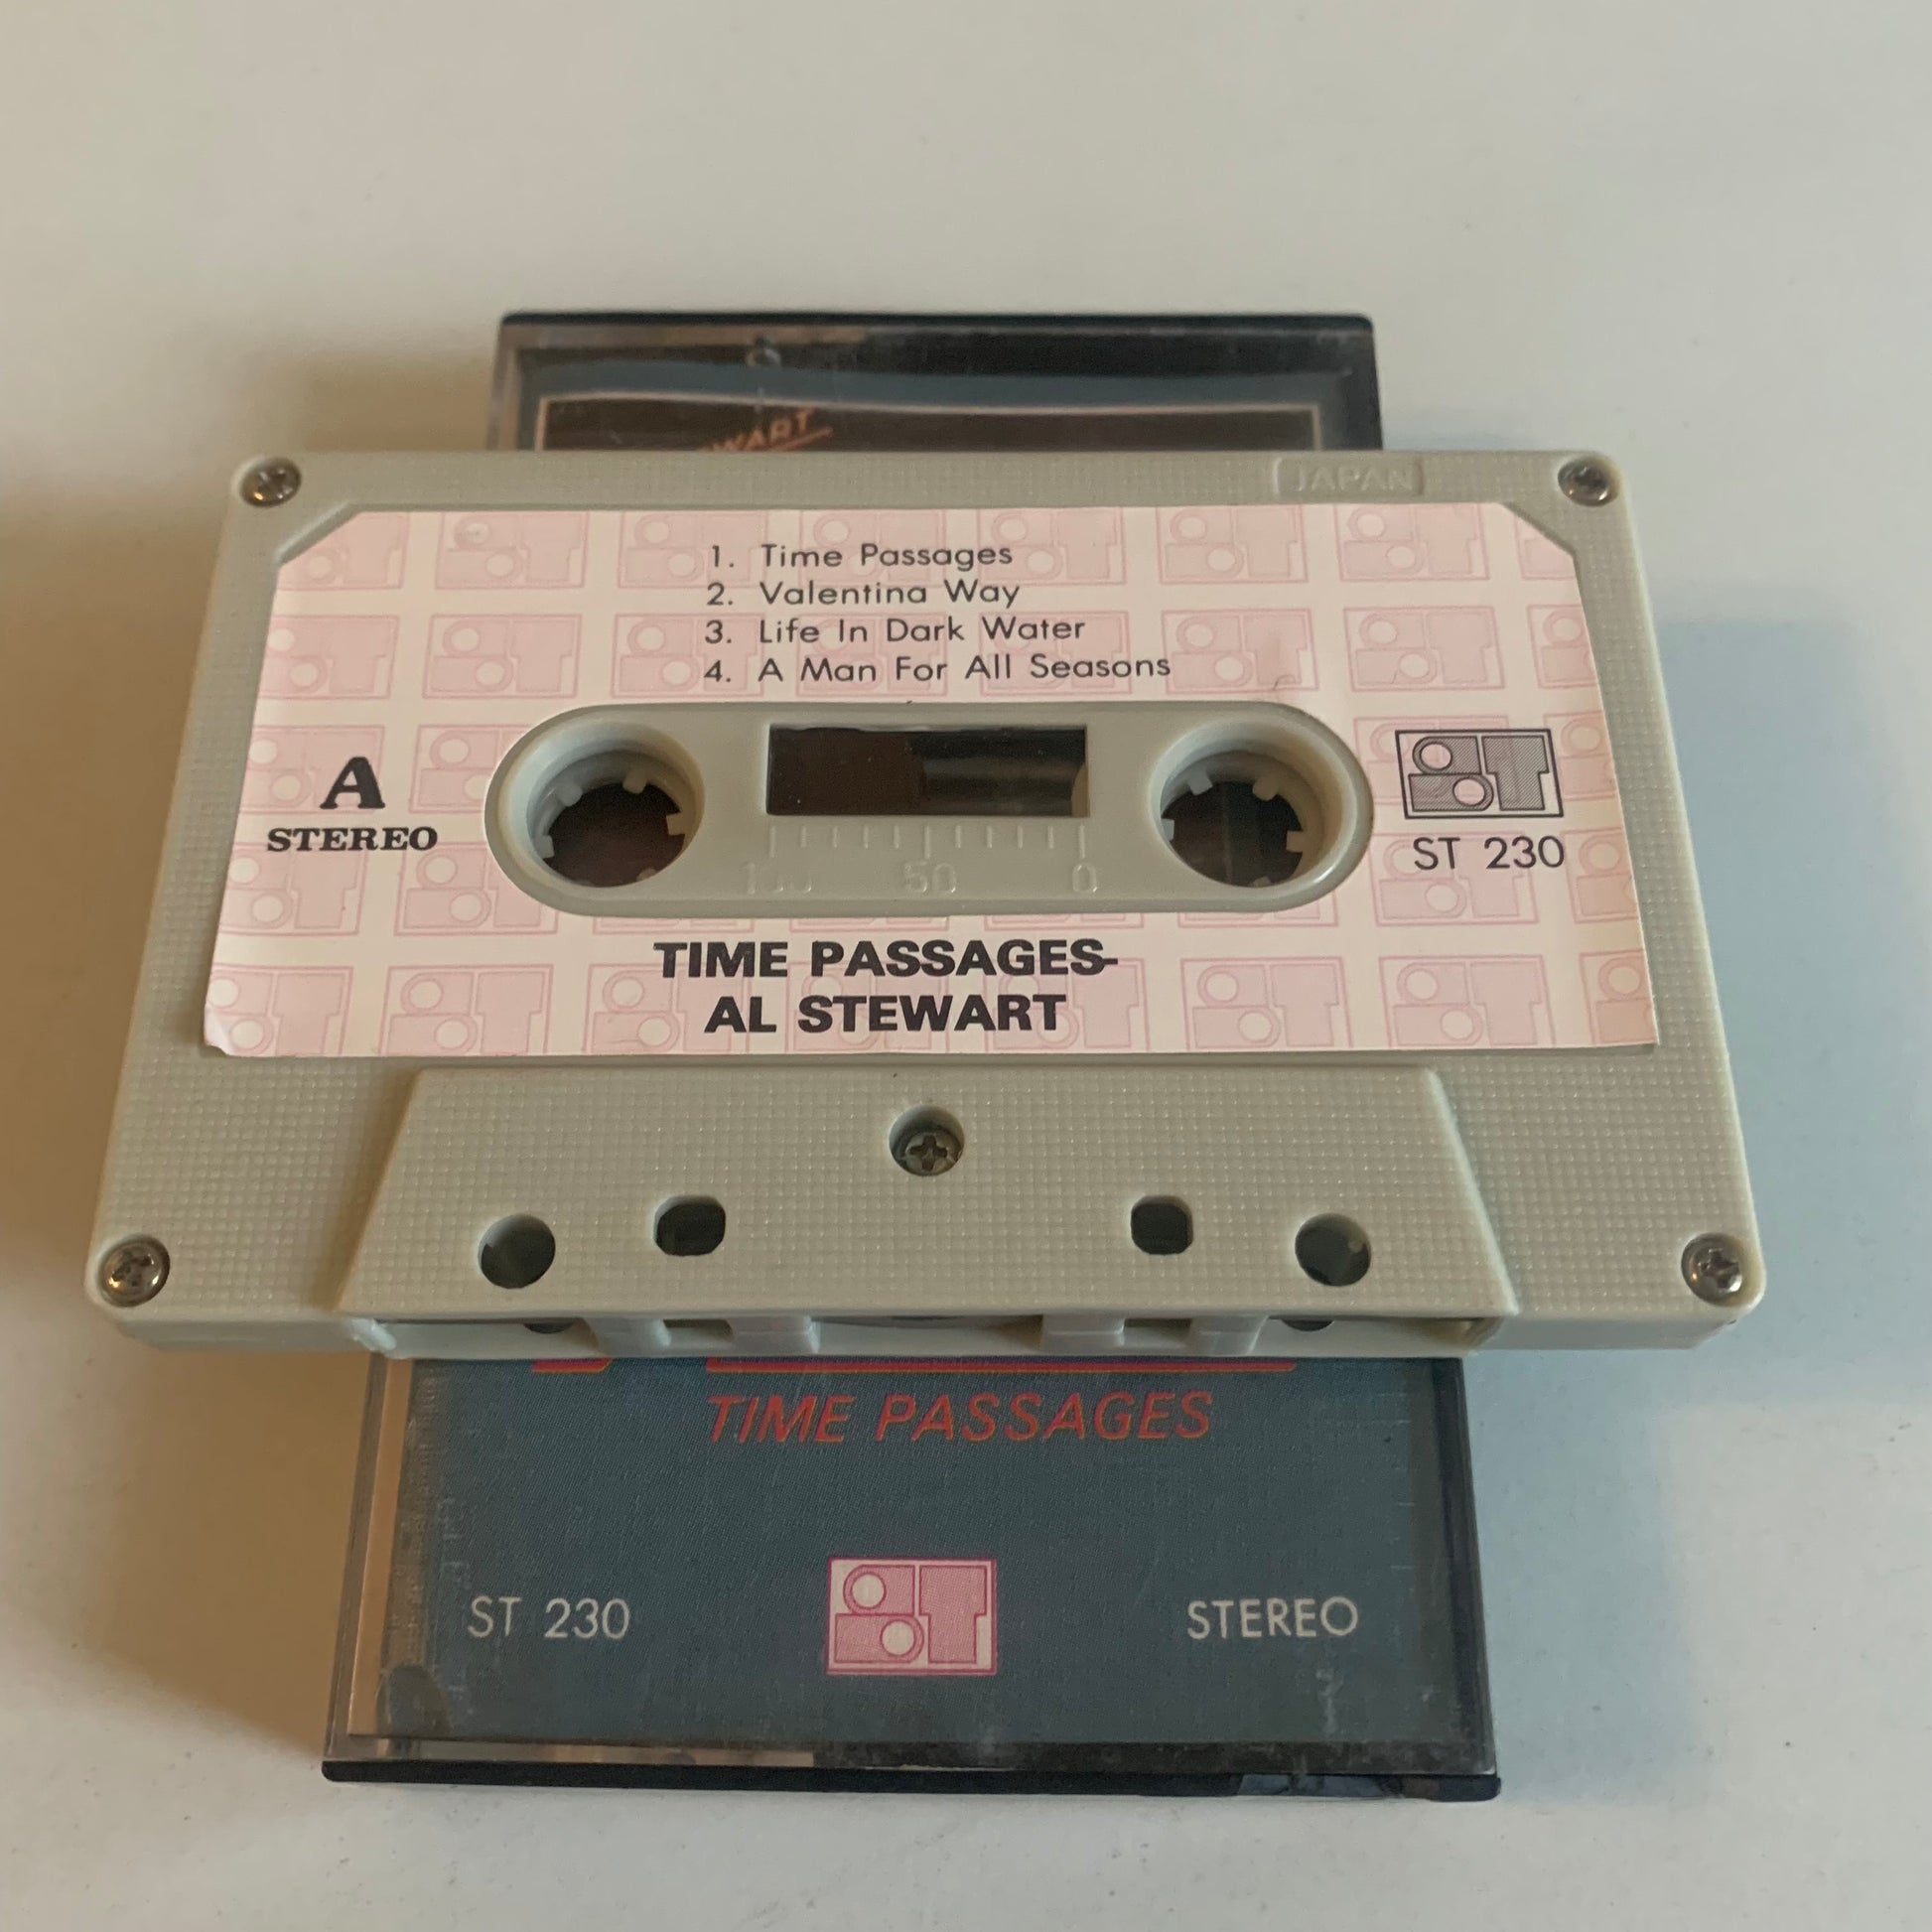 JAPAN
1. Time Passages
2. Valentina Way
3. Life In Dark Water
4. A Man For All Seasons
A
STEREO
ST 230
50
0
TIME PASSAGES-
AL STEWART
TIME PASSAGES
ST 230
STEREO